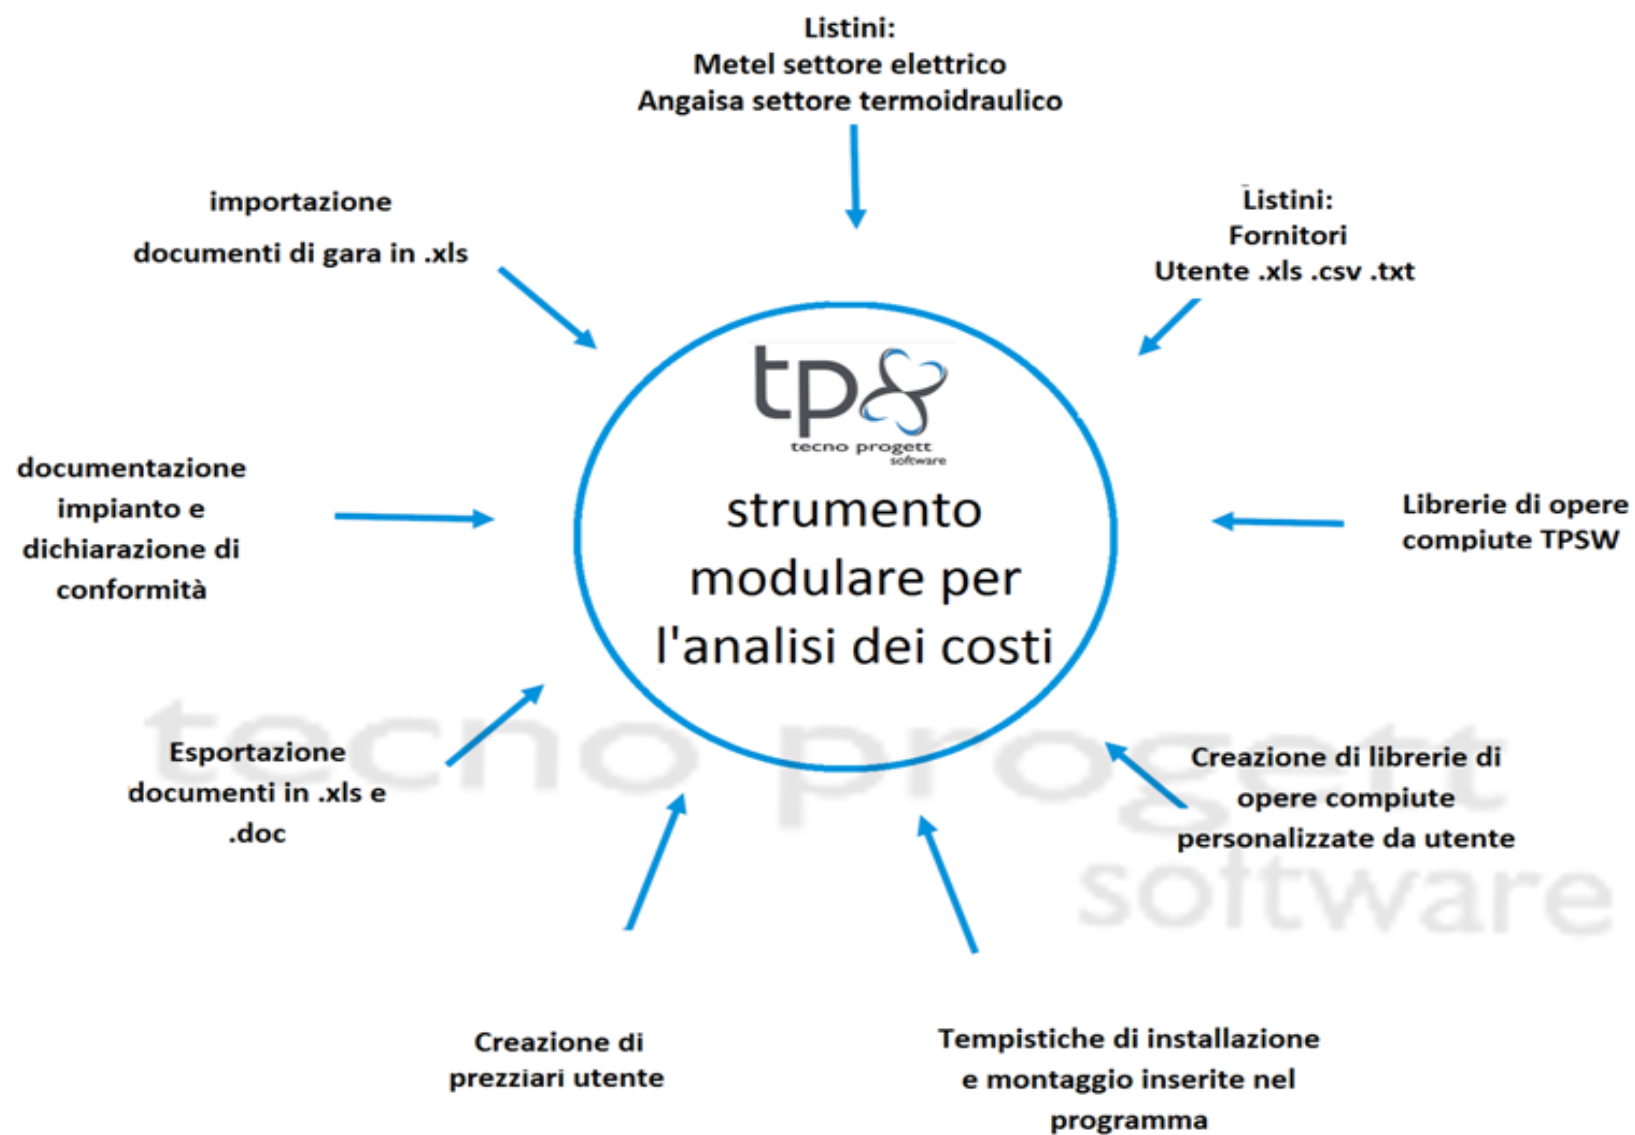 Listini:
Metel settore elettrico
Angaisa settore termoidraulico
importazione
documenti di gara in .xls
Listini:
Fornitori
Utente .xls .csv .txt
tp
tecno progett
software
strumento
modulare per
l'analisi dei costi
documentazione
impianto e
dichiarazione di
conformità
Librerie di opere
compiute TPSW
Esportazione
documenti in .xls e
.doc
Creazione di librerie di
opere compiute
personalizzate da utente
Creazione di
prezziari utente
Tempistiche di installazione
e montaggio inserite nel
programma
tecno progett
software